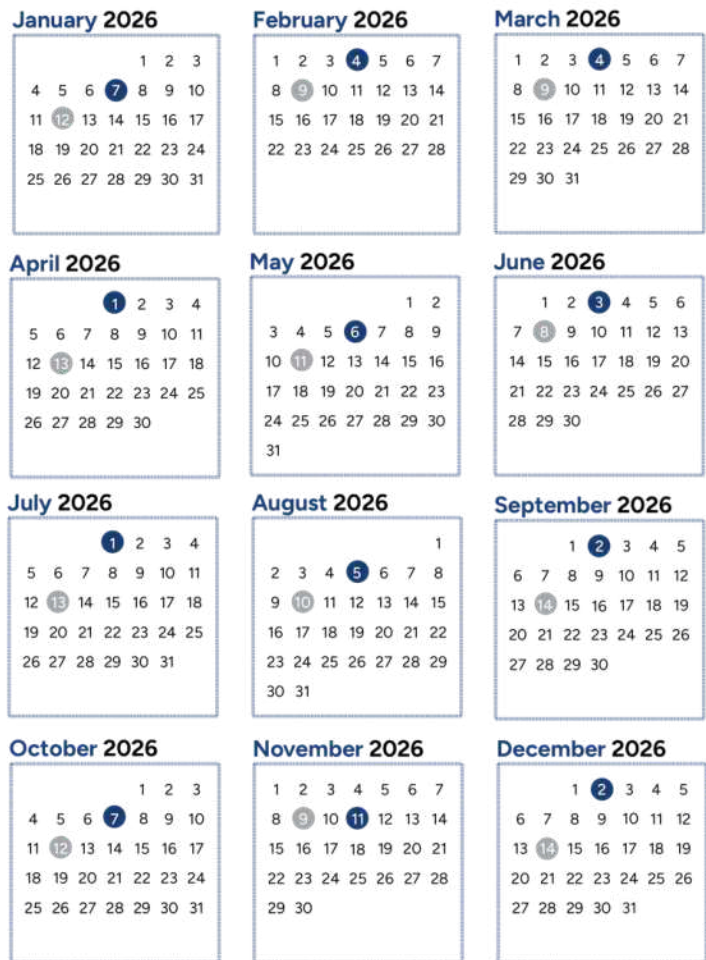 January 2026
1 2 3
4 5 6 7 8 9 10
11 12 13 14 15 16 17
18 19 20 21 22 23 24
25 26 27 28 29 30 31
February 2026
1 2 3 4 5 6 7
8 9 10 11 12 13 14
15 16 17 18 19 20 21
22 23 24 25 26 27 28
March 2026
1 2 3 4 5 6 7
8 9 10 11 12 13 14
15 16 17 18 19 20 21
22 23 24 25 26 27 28
29 30 31
April 2026
1 2 3 4
5 6 7 8 9 10 11
12 13 14 15 16 17 18
19 20 21 22 23 24 25
26 27 28 29 30
May 2026
1 2
3 4 5 6 7 8 9
10 11 12 13 14 15 16
17 18 19 20 21 22 23
24 25 26 27 28 29 30
31
June 2026
1 2 3 4 5 6
7 8 9 10 11 12 13
14 15 16 17 18 19 20
21 22 23 24 25 26 27
28 29 30
July 2026
1 2 3 4
5 6 7 8 9 10 11
12 13 14 15 16 17 18
19 20 21 22 23 24 25
26 27 28 29 30 31
August 2026
1
2 3 4 5 6 7 8
9 10 11 12 13 14 15
16 17 18 19 20 21 22
23 24 25 26 27 28 29
30 31
September 2026
1 2 3 4 5
6 7 8 9 10 11 12
13 14 15 16 17 18 19
20 21 22 23 24 25 26
27 28 29 30
October 2026
1 2 3
4 5 6 7 8 9 10
11 12 13 14 15 16 17
18 19 20 21 22 23 24
25 26 27 28 29 30 31
November 2026
1 2 3 4 5 6 7
8 9 10 11 12 13 14
15 16 17 18 19 20 21
22 23 24 25 26 27 28
29 30
December 2026
1 2 3 4 5
6 7 8 9 10 11 12
13 14 15 16 17 18 19
20 21 22 23 24 25 26
27 28 29 30 31